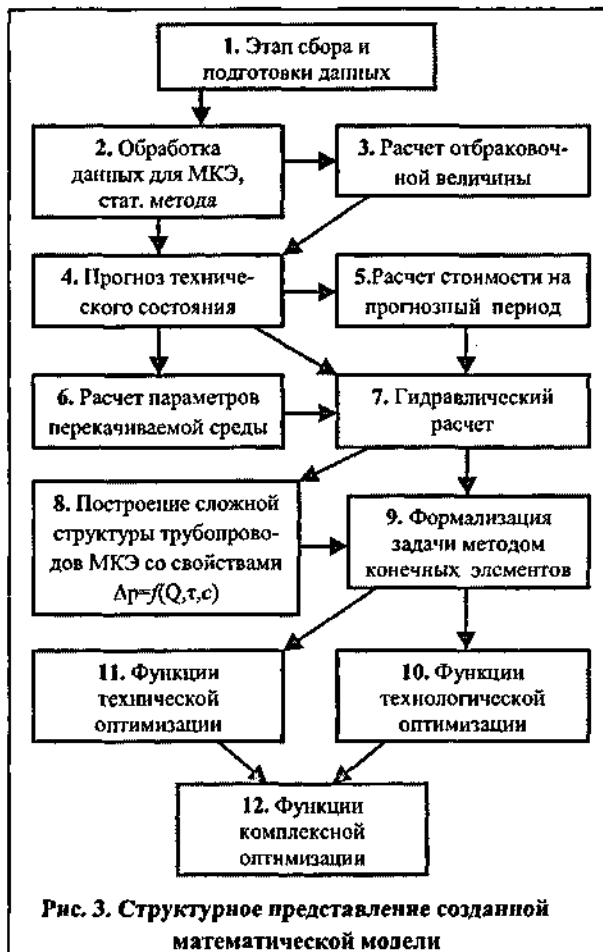 1. Этап сбора и
подготовки данных
2. Обработка
данных для МКЭ,
стат. метода
3. Расчет отбраковоч-
ной величины
4. Прогноз техниче-
ского состояния
5.Расчет стоимости на
прогнозный период
6. Расчет параметров
перекачиваемой среды
7. Гидравлический
расчет
8. Построение сложной
структуры трубопрово-
дов МКЭ со свойствами
Δp=f(Q,τ,c)
9. Формализация
задачи методом
конечных элементов
11. Функции
технической
оптимизации
10. Функции
технологической
оптимизации
12. Функции
комплексной
оптимизации
Рис. 3. Структурное представление созданной
математической модели